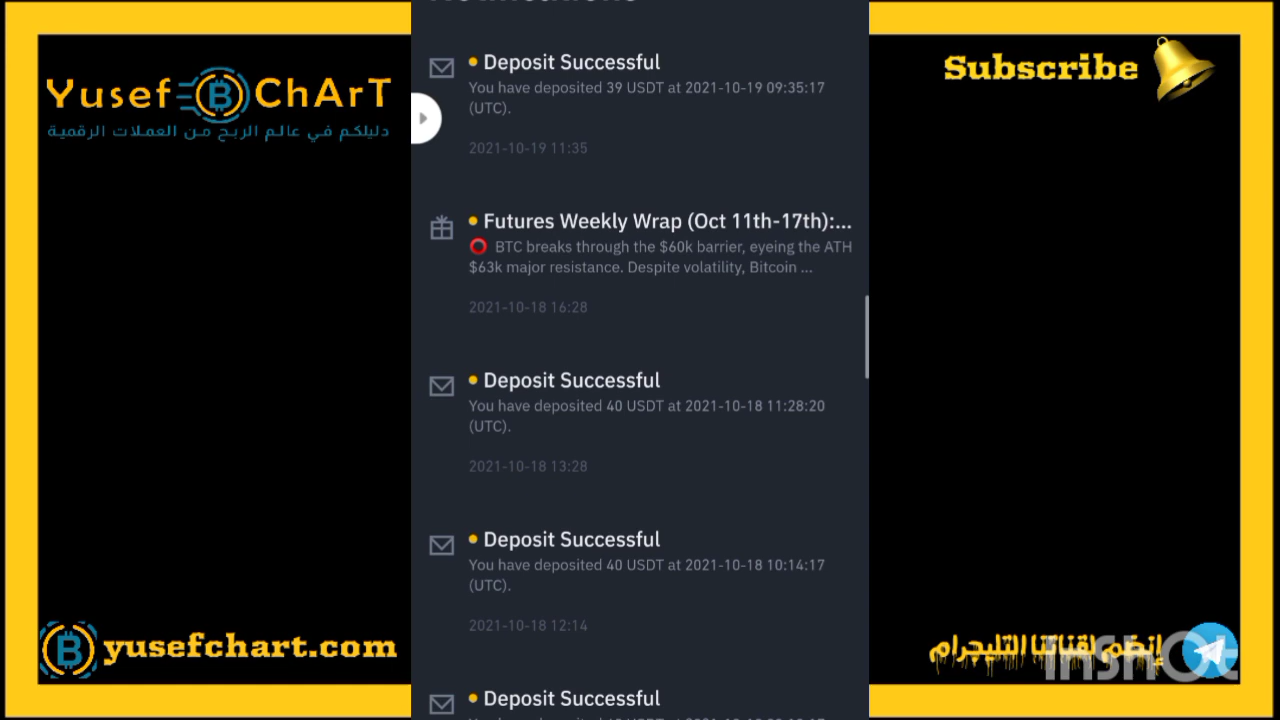 Yusef ChArT
دليلكم في عالم الربح من العملات الرقمية
Subscribe
Deposit Successful
You have deposited 39 USDT at 2021-10-19 09:35:17
(UTC).
2021-10-19 11:35
Futures Weekly Wrap (Oct 11th-17th):...
BTC breaks through the $60k barrier, eyeing the ATH
$63k major resistance. Despite volatility, Bitcoin ...
2021-10-18 16:28
Deposit Successful
You have deposited 40 USDT at 2021-10-18 11:28:20
(UTC).
2021-10-18 13:28
Deposit Successful
You have deposited 40 USDT at 2021-10-18 10:14:17
(UTC).
2021-10-18 12:14
Deposit Successful
yusefchart.com
إنضم لقناتنا التليجرام
InShOt